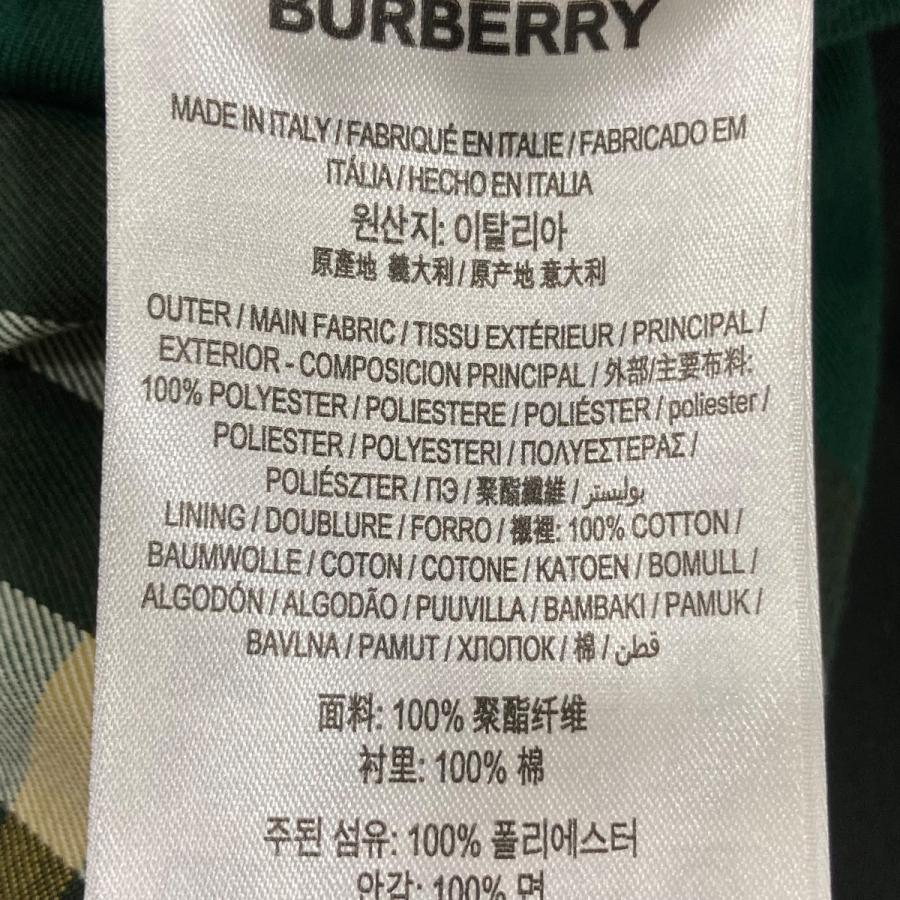 BURBERRY
MADE IN ITALY / FABRIQUÉ EN ITALIE / FABRICADO EM
ITÁLIA / HECHO EN ITALIA
원산지: 이탈리아
原產地 義大利 / 原产地 意大利
OUTER / MAIN FABRIC / TISSU EXTÉRIEUR / PRINCIPAL /
EXTERIOR - COMPOSICION PRINCIPAL / 外部/主要布料:
100% POLYESTER / POLIESTERE / POLIÉSTER / poliester /
POLIESTER / POLYESTERI / ΠΟΛΥΕΣΤΕΡΑΣ /
POLIÉSZTER / ПЭ / 聚酯纖維 / بوليستر
LINING / DOUBLURE / FORRO / 襯裡: 100% COTTON /
BAUMWOLLE / COTON / COTONE / KATOEN / BOMULL /
ALGODÓN / ALGODÃO / PUUVILLA / BAMBAKI / PAMUK /
BAVLNA / PAMUT / ХЛОПОК / 棉 / قطن
面料: 100% 聚酯纤维
衬里: 100% 棉
주된 섬유: 100% 폴리에스터
안감: 100% 면